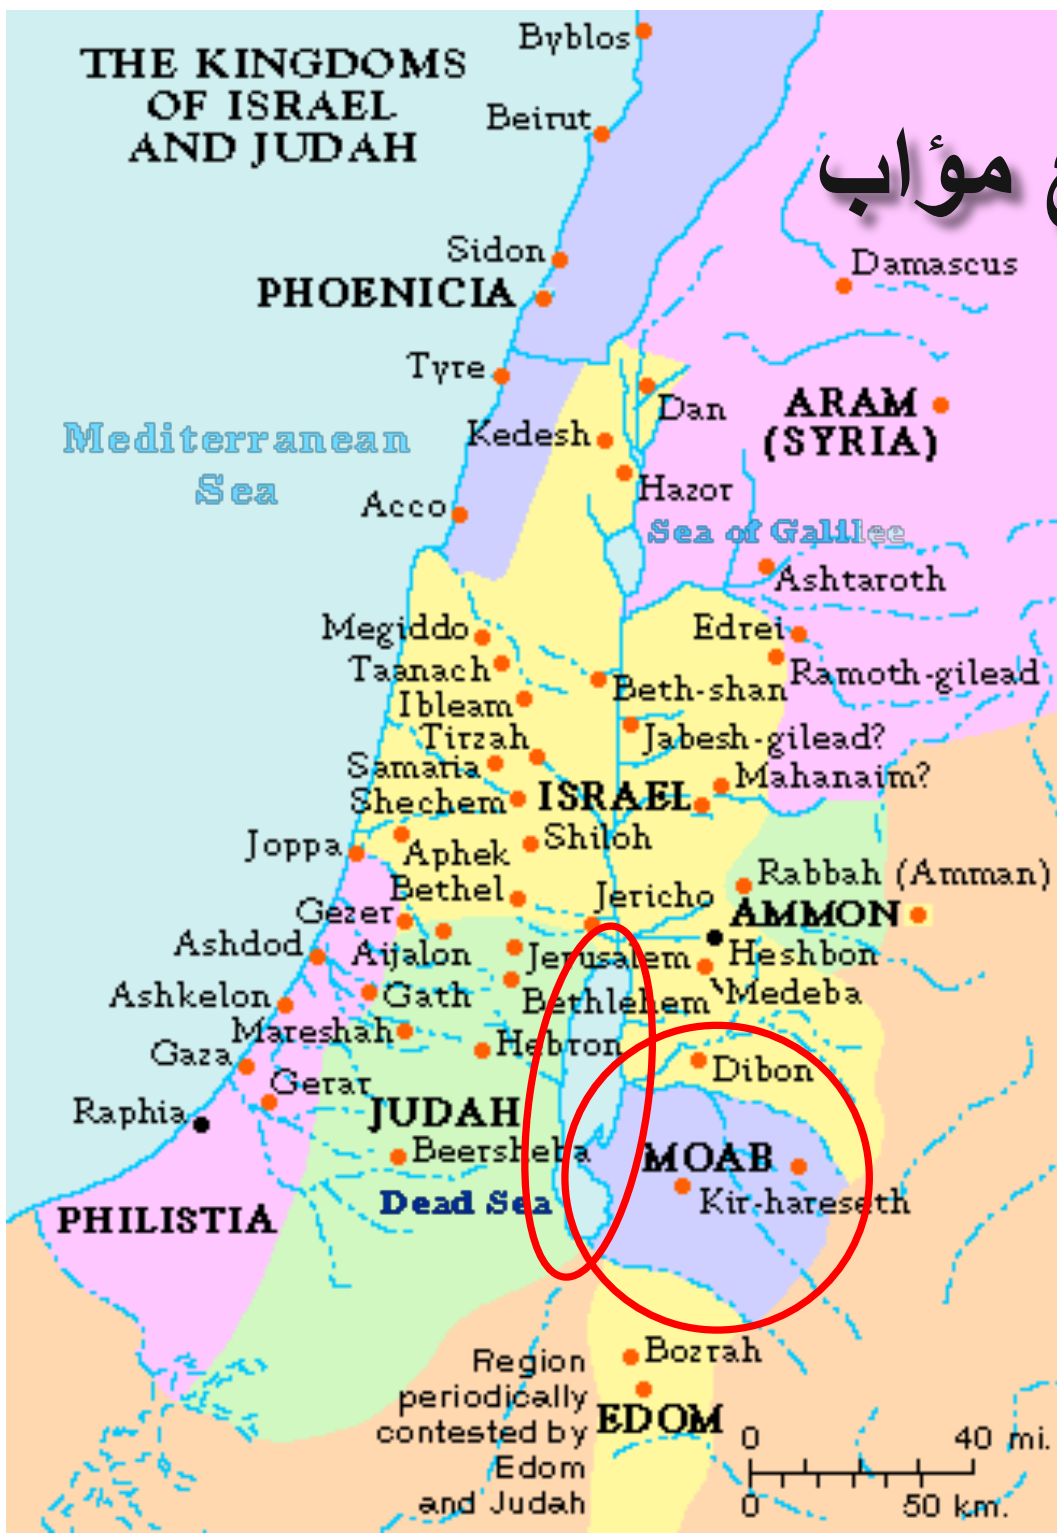 THE KINGDOMS
OF ISRAEL
AND JUDAH
Byblos
Beirut
مؤاب
Sidon
Damascus
PHOENICIA
Tyre
Dan
ARAM
(SYRIA)
Mediterranean
Sea
Kedesh
Hazor
Acco
Sea of Galilee
Ashtaroth
Megiddo
Edrei
Taanach
Ramoth-gilead
Beth-shan
Ibleam
Tirzah
Jabesh-gilead?
Samaria
Mahanaim?
Shechem
ISRAEL
Joppa
Aphek
Shiloh
Rabbah (Amman)
Bethel
Jericho
Gezer
AMMON
Ashdod
Aijalon
Jerusalem
Heshbon
Ashkelon
Gath
Bethlehem
Medeba
Mareshah
Hebron
Gaza
Dibon
Gerar
Raphia
JUDAH
Beersheba
MOAB
Dead Sea
Kir-hareseth
PHILISTIA
Bozrah
Region
periodically
contested by
Edom
and Judah
EDOM
0 40 mi.
0 50 km.